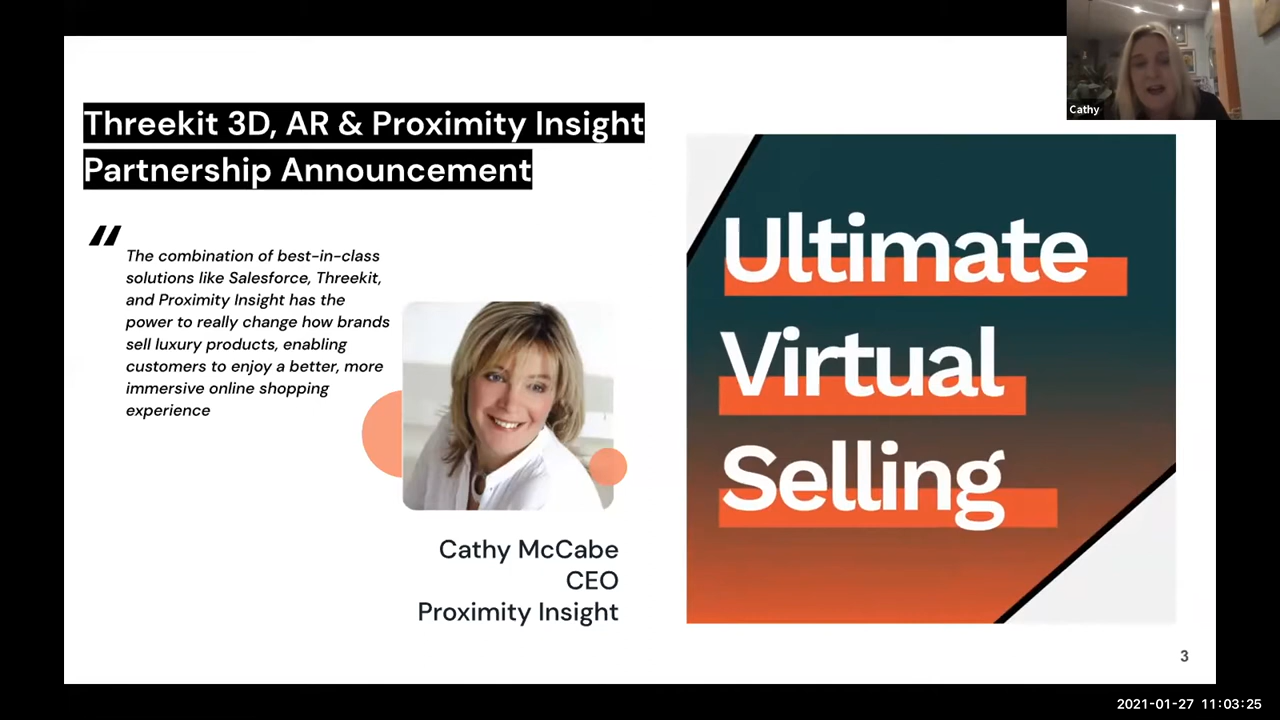 Cathy
Threekit 3D, AR & Proximity Insight
Partnership Announcement
“
The combination of best-in-class
solutions like Salesforce, Threekit,
and Proximity Insight has the
power to really change how brands
sell luxury products, enabling
customers to enjoy a better, more
immersive online shopping
experience
Cathy McCabe
CEO
Proximity Insight
Ultimate
Virtual
Selling
3
2021-01-27 11:03:25